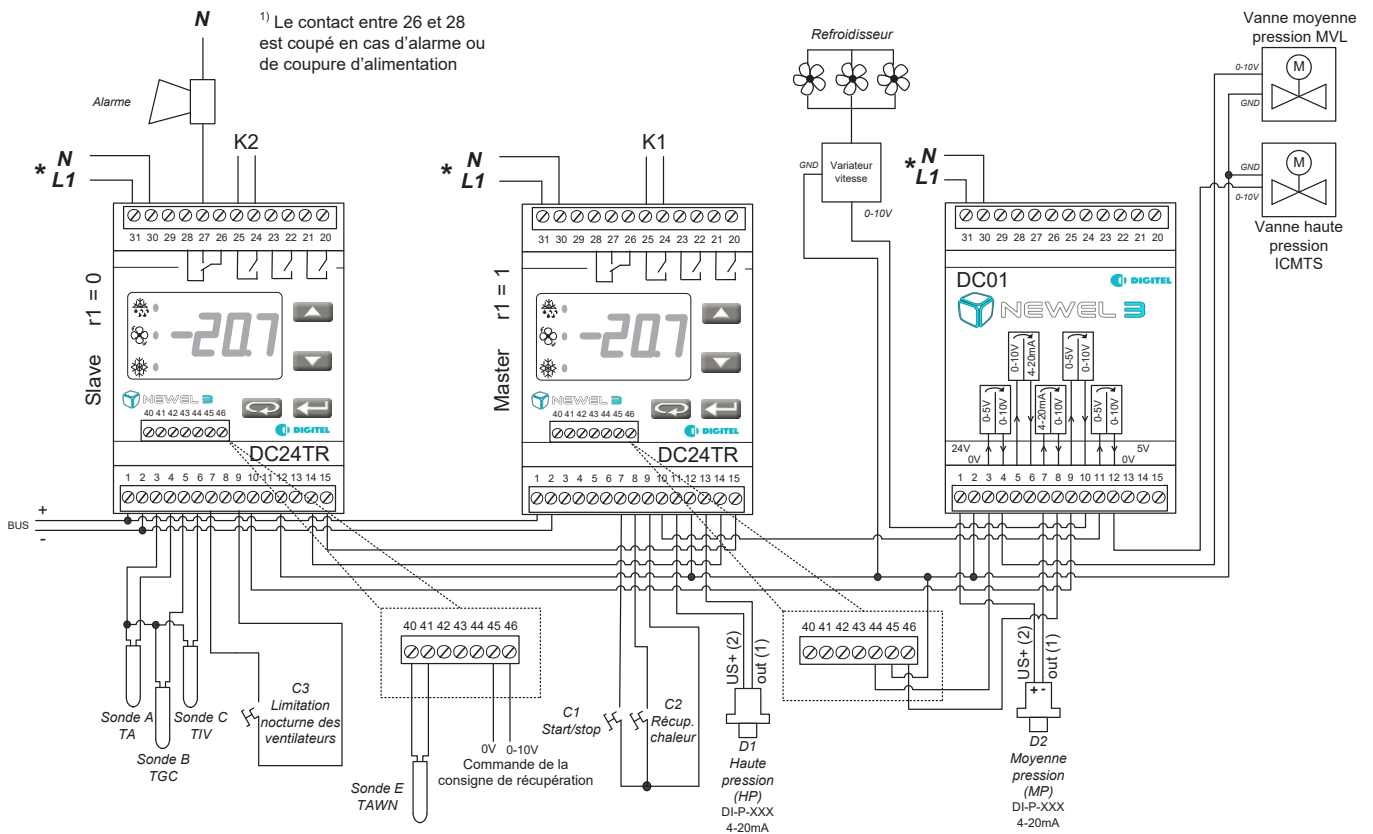 N
1) Le contact entre 26 et 28
est coupé en cas d'alarme ou
de coupure d'alimentation
Alarme
K2
* N
L1
31 30 29 28 27 26 25 24 23 22 21 20
Slave r1 = 0
-20.7
NEWEL 3
40 41 42 43 44 45 46
DIGITEL
DC24TR
1 2 3 4 5 6 7 8 9 10 11 12 13 14 15
K1
* N
L1
31 30 29 28 27 26 25 24 23 22 21 20
Master r1 = 1
-20.7
NEWEL 3
40 41 42 43 44 45 46
DIGITEL
DC24TR
1 2 3 4 5 6 7 8 9 10 11 12 13 14 15
Refroidisseur
GND
Variateur
vitesse
0-10V
* N
L1
31 30 29 28 27 26 25 24 23 22 21 20
DC01
DIGITEL
NEWEL 3
0-5V
0-10V
0-10V
4-20mA
4-20mA
0-10V
0-5V
0-10V
0-5V
0-10V
24V
0V
5V
0V
1 2 3 4 5 6 7 8 9 10 11 12 13 14 15
Vanne moyenne
pression MVL
0-10V
M
GND
GND
M
0-10V
Vanne haute
pression
ICMTS
+
BUS
-
Sonde A
TA
Sonde B
TGC
Sonde C
TIV
C3
Limitation
nocturne des
ventilateurs
40 41 42 43 44 45 46
Sonde E
TAWN
0V 0-10V
Commande de la
consigne de récupération
C1
Start/stop
C2
Récup.
chaleur
US+ (2)
out (1)
D1
Haute
pression
(HP)
DI-P-XXX
4-20mA
40 41 42 43 44 45 46
US+ (2)
out (1)
+ -
D2
Moyenne
pression
(MP)
DI-P-XXX
4-20mA